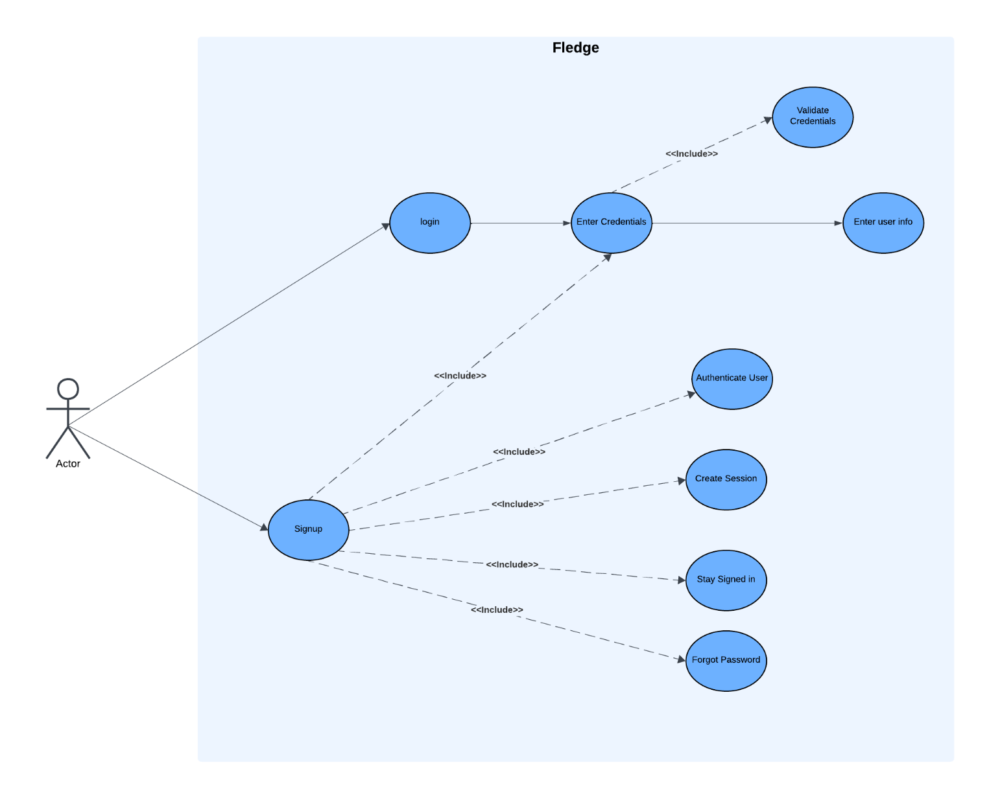 Fledge
Validate
Credentials
<<Include>>
login
Enter Credentials
Enter user info
<<Include>>
Authenticate User
<<Include>>
Actor
Create Session
<<Include>>
Signup
<<Include>>
Stay Signed in
<<Include>>
Forgot Password